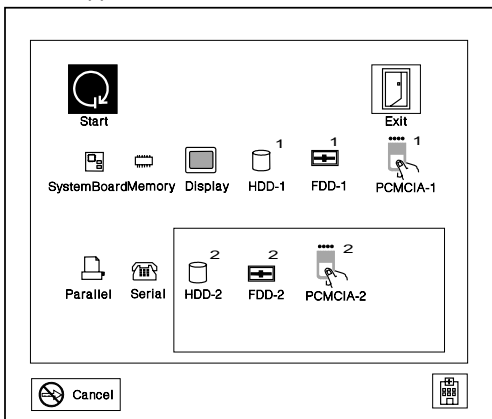 Start Exit
1 1 1
SystemBoard Memory Display HDD-1 FDD-1 PCMCIA-1
2 2 2
Parallel Serial HDD-2 FDD-2 PCMCIA-2
Cancel